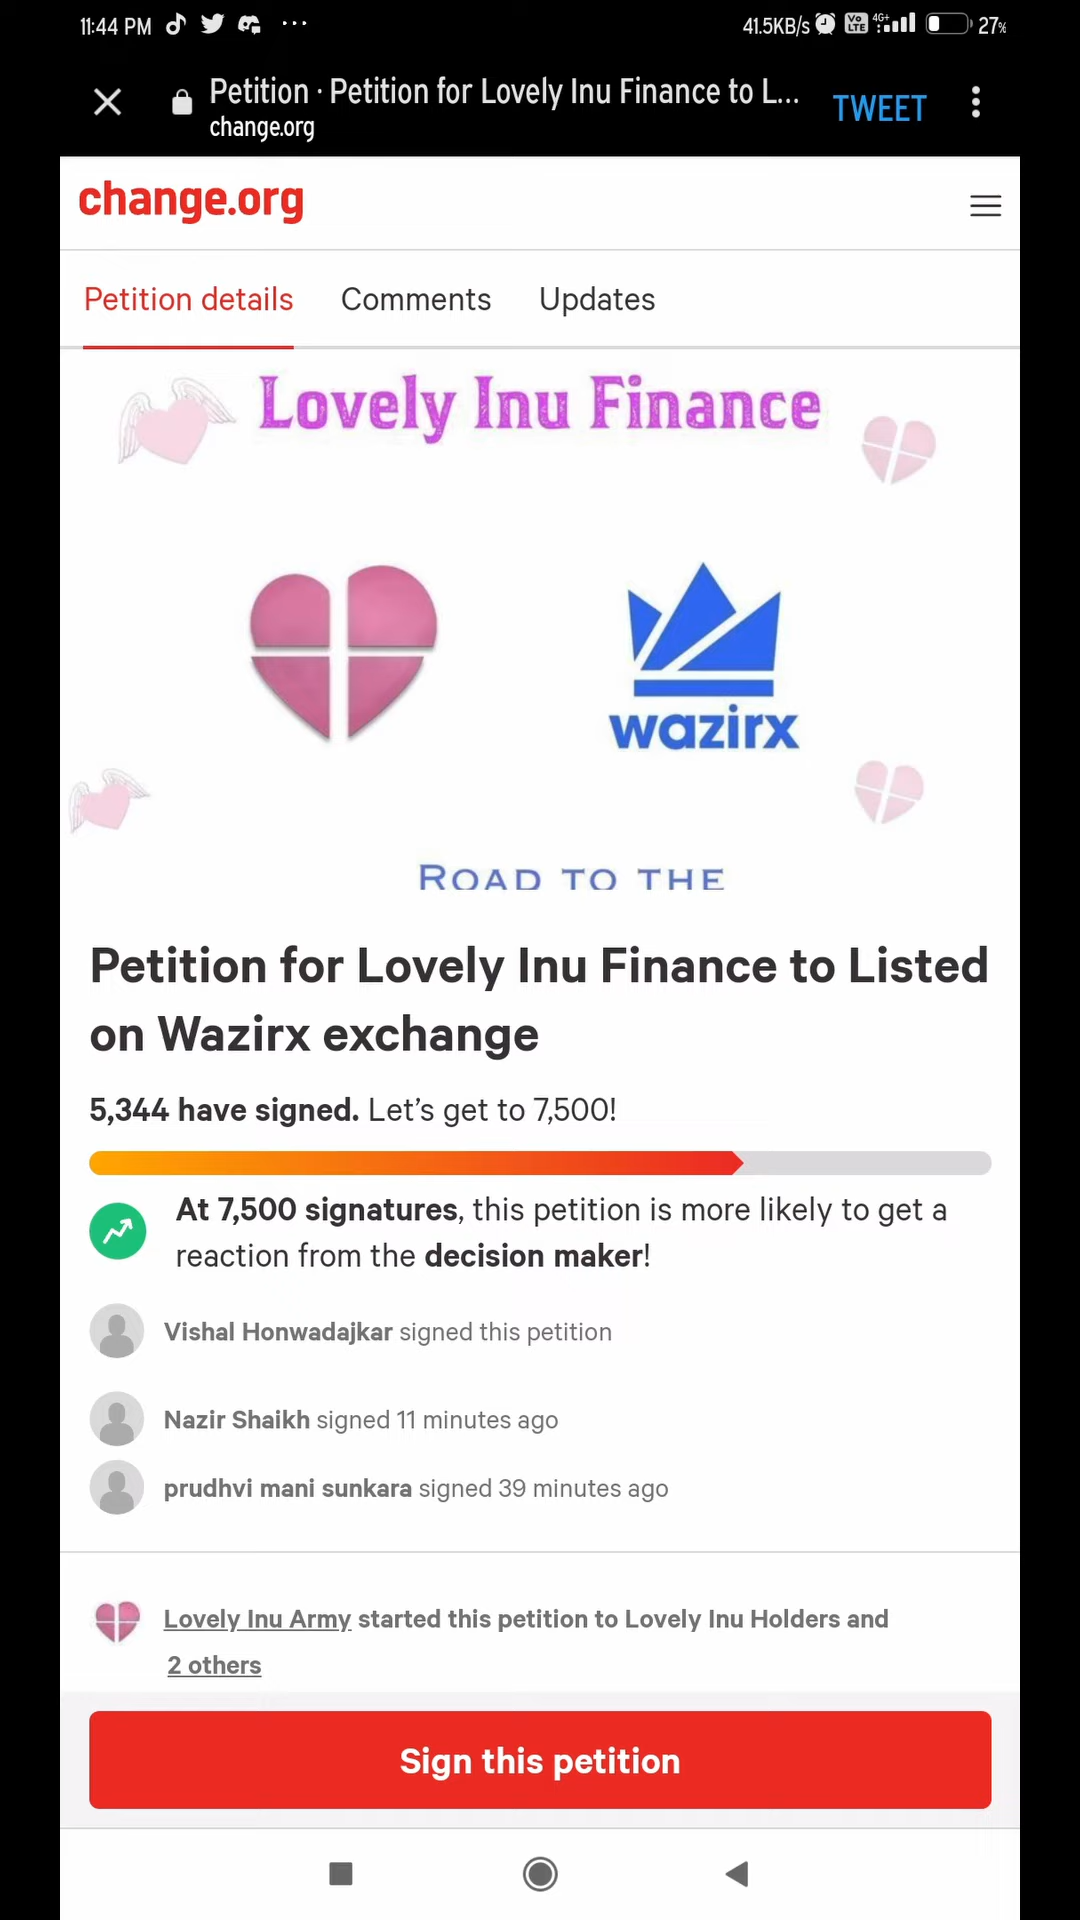 11:44 PM ... 41.5KB/s Vo LTE 4G+ 27%
Petition · Petition for Lovely Inu Finance to L...
change.org
TWEET
change.org
Petition details Comments Updates
Lovely Inu Finance
wazirx
ROAD TO THE
Petition for Lovely Inu Finance to Listed
on Wazirx exchange
5,344 have signed. Let's get to 7,500!
At 7,500 signatures, this petition is more likely to get a
reaction from the decision maker!
Vishal Honwadajkar signed this petition
Nazir Shaikh signed 11 minutes ago
prudhvi mani sunkara signed 39 minutes ago
Lovely Inu Army started this petition to Lovely Inu Holders and
2 others
Sign this petition